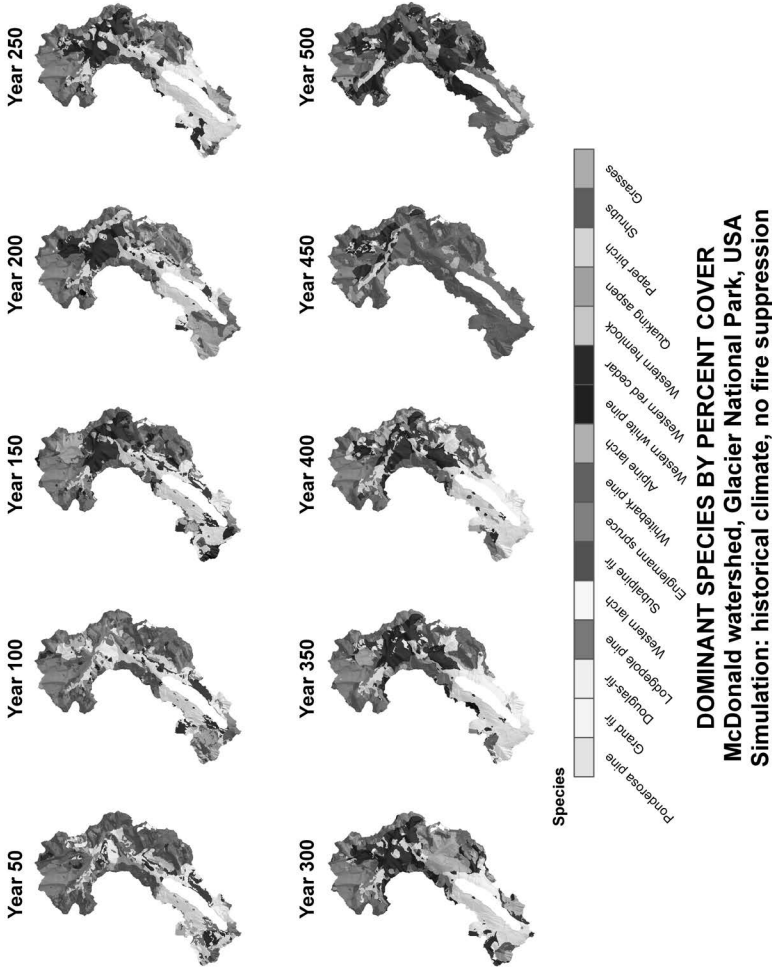 Year 50
Year 100
Year 150
Year 200
Year 250
Year 300
Year 350
Year 400
Year 450
Year 500
Species
Ponderosa pine
Grand fir
Douglas-fir
Lodgepole pine
Western larch
Subalpine fir
Englemann spruce
Whitebark pine
Alpine larch
Western white pine
Western red cedar
Western hemlock
Quaking aspen
Paper birch
Shrubs
Grasses
DOMINANT SPECIES BY PERCENT COVER
McDonald watershed, Glacier National Park, USA
Simulation: historical climate, no fire suppression